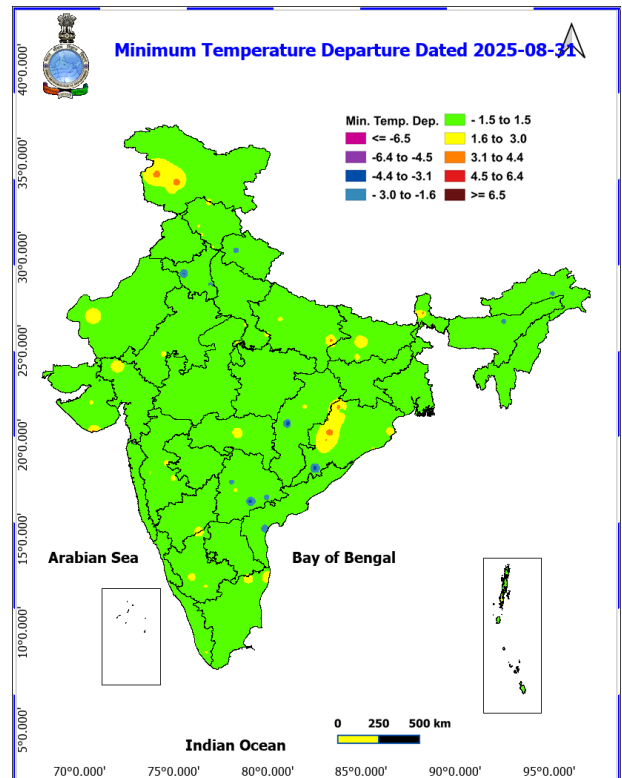 Minimum Temperature Departure Dated 2025-08-31
Min. Temp. Dep.
<= -6.5
-6.4 to -4.5
-4.4 to -3.1
- 3.0 to -1.6
- 1.5 to 1.5
1.6 to 3.0
3.1 to 4.4
4.5 to 6.4
>= 6.5
40°0.000'
35°0.000'
30°0.000'
25°0.000'
20°0.000'
15°0.000'
10°0.000'
5°0.000'
Arabian Sea
Bay of Bengal
0 250 500 km
Indian Ocean
70°0.000' 75°0.000' 80°0.000' 85°0.000' 90°0.000' 95°0.000'